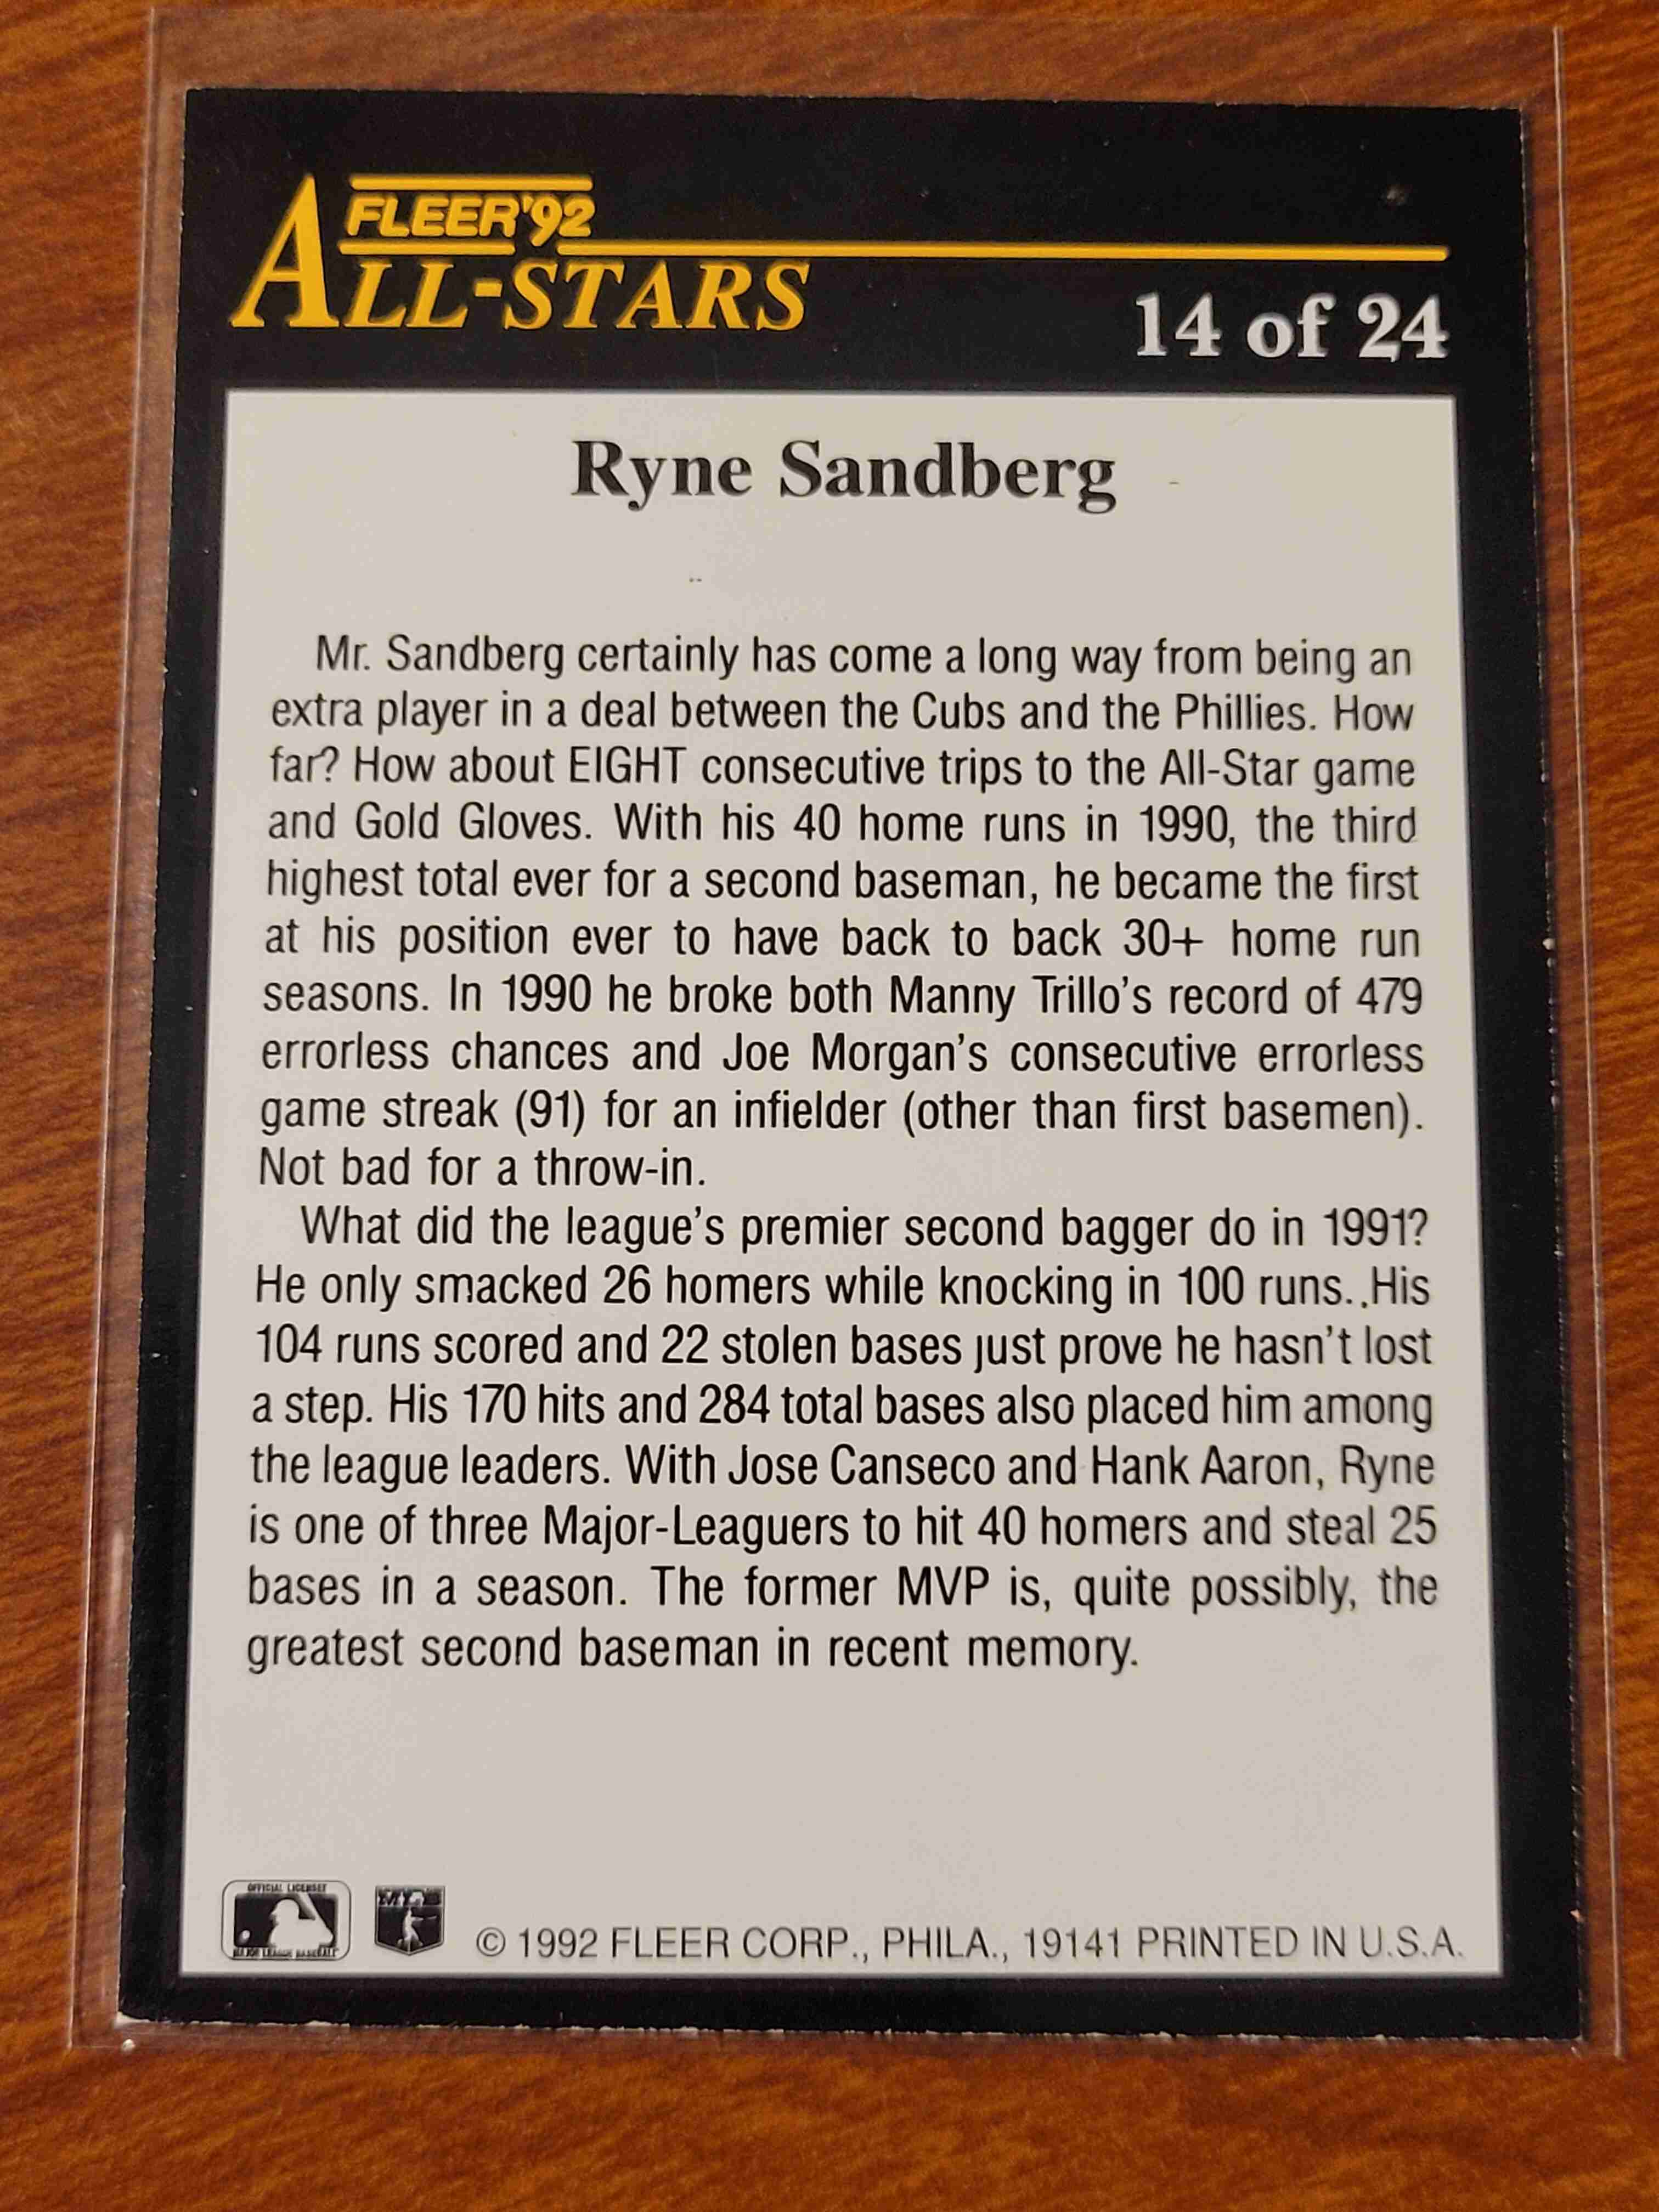 FLEER'92
ALL-STARS
14 of 24
Ryne Sandberg
Mr. Sandberg certainly has come a long way from being an
extra player in a deal between the Cubs and the Phillies. How
far? How about EIGHT consecutive trips to the All-Star game
and Gold Gloves. With his 40 home runs in 1990, the third
highest total ever for a second baseman, he became the first
at his position ever to have back to back 30+ home run
seasons. In 1990 he broke both Manny Trillo's record of 479
errorless chances and Joe Morgan's consecutive errorless
game streak (91) for an infielder (other than first basemen).
Not bad for a throw-in.
What did the league's premier second bagger do in 1991?
He only smacked 26 homers while knocking in 100 runs. His
104 runs scored and 22 stolen bases just prove he hasn't lost
a step. His 170 hits and 284 total bases also placed him among
the league leaders. With Jose Canseco and Hank Aaron, Ryne
is one of three Major-Leaguers to hit 40 homers and steal 25
bases in a season. The former MVP is, quite possibly, the
greatest second baseman in recent memory.
OFFICIAL LICENSEE
MAJOR LEAGUE BASEBALL
© 1992 FLEER CORP., PHILA., 19141 PRINTED IN U.S.A.